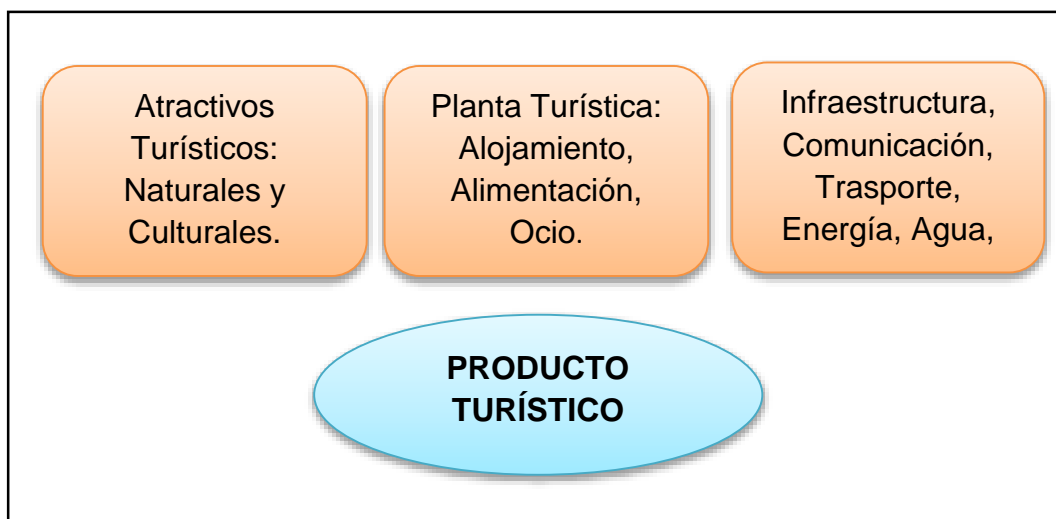 Atractivos
Turísticos:
Naturales y
Culturales.
Planta Turística:
Alojamiento,
Alimentación,
Ocio.
Infraestructura,
Comunicación,
Trasporte,
Energía, Agua,
PRODUCTO
TURÍSTICO